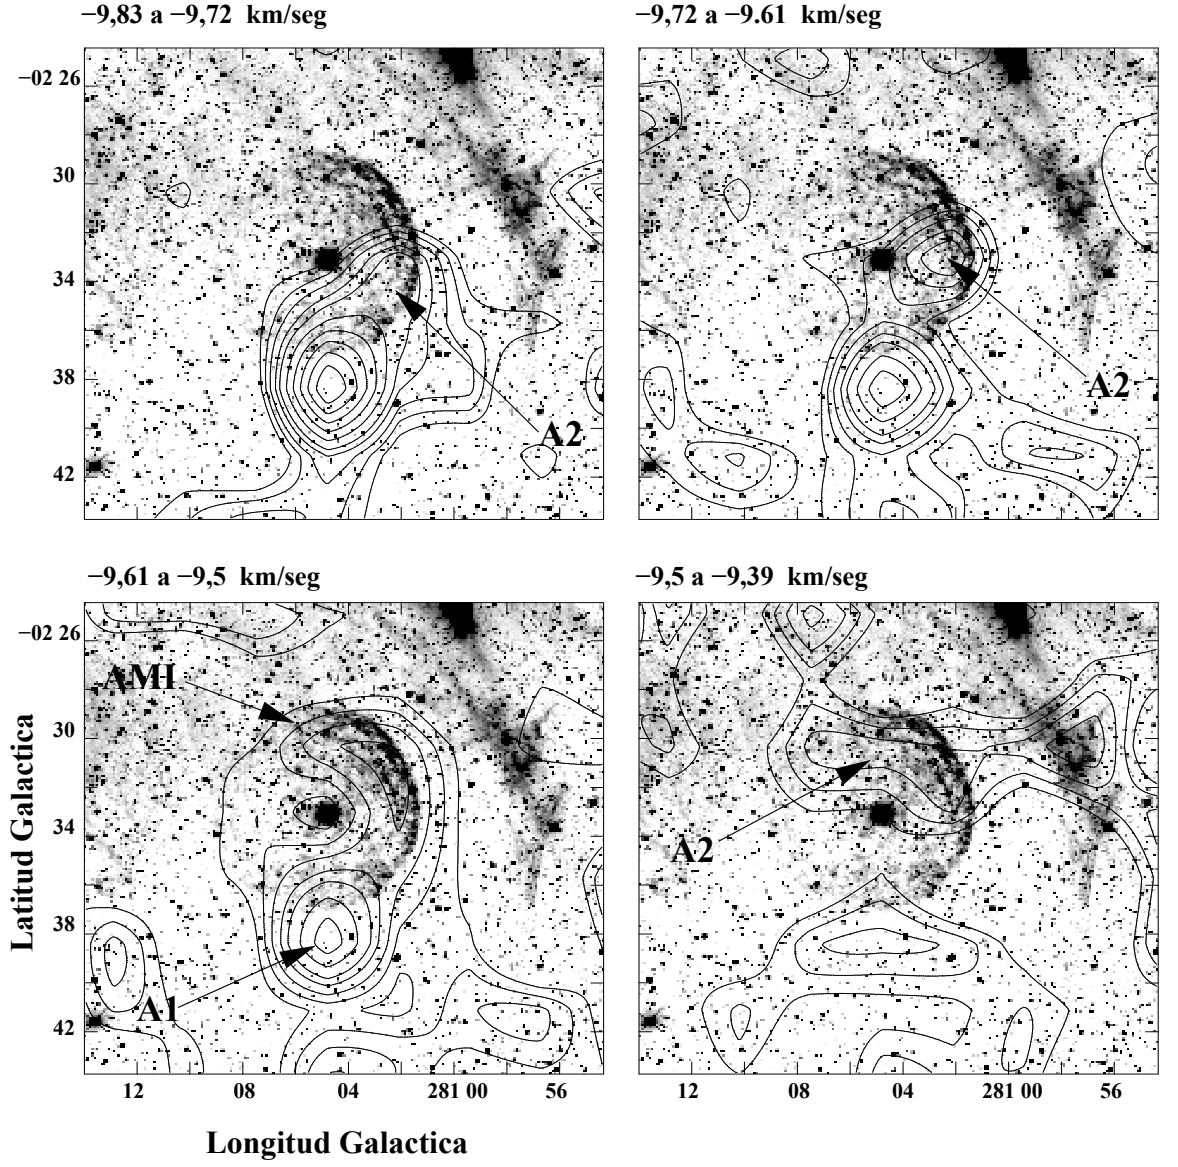 −9,83 a −9,72 km/seg
−9,72 a −9.61 km/seg
−02 26
30
34
38
42
A2
A2
−9,61 a −9,5 km/seg
−9,5 a −9,39 km/seg
−02 26
30
34
38
42
AMI
A1
A2
Latitud Galactica
12
08
04
281 00
56
12
08
04
281 00
56
Longitud Galactica